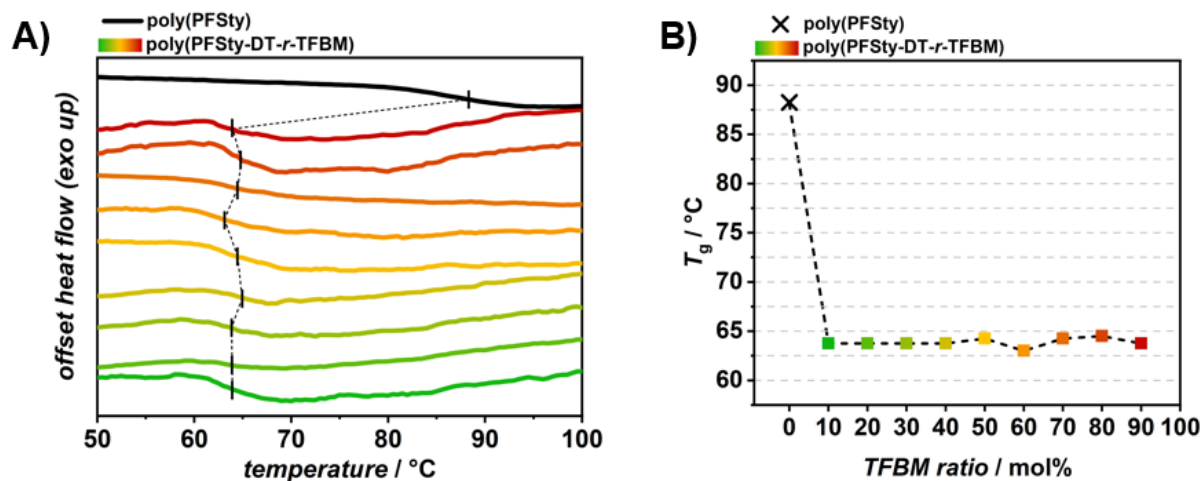 A)
poly(PFSty)
poly(PFSty-DT-r-TFBM)
offset heat flow (exo up)
50 60 70 80 90 100
temperature / °C
B)
poly(PFSty)
poly(PFSty-DT-r-TFBM)
90
85
80
75
70
65
60
Tg / °C
0 10 20 30 40 50 60 70 80 90 100
TFBM ratio / mol%